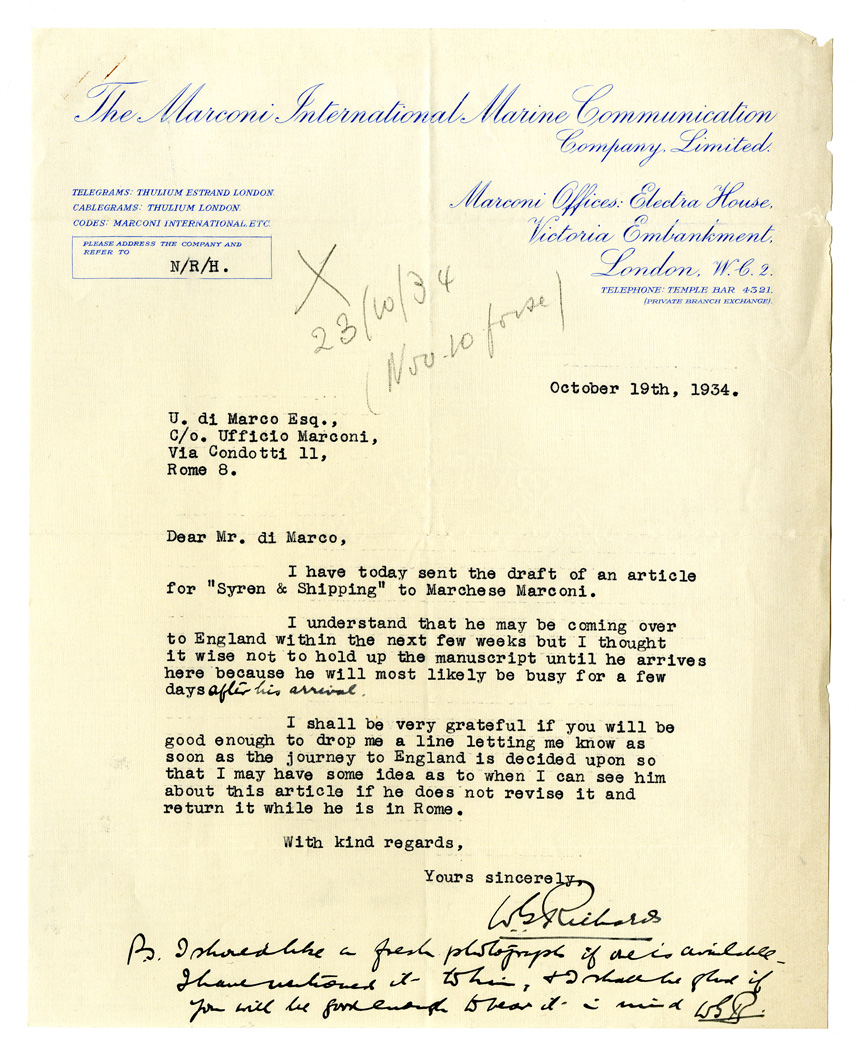 The Marconi International Marine Communication
Company, Limited.
TELEGRAMS: THULIUM ESTRAND LONDON.
CABLEGRAMS: THULIUM LONDON.
CODES: MARCONI INTERNATIONAL, ETC.
PLEASE ADDRESS THE COMPANY AND
REFER TO
N/R/H.
Marconi Offices: Electra House,
Victoria Embankment,
London, W.C. 2.
TELEPHONE: TEMPLE BAR 4321.
(PRIVATE BRANCH EXCHANGE).
X
23/10/34
(Nov. 10 forse)
October 19th, 1934.
U. di Marco Esq.,
C/o. Ufficio Marconi,
Via Condotti 11,
Rome 8.
Dear Mr. di Marco,
I have today sent the draft of an article
for "Syren & Shipping" to Marchese Marconi.
I understand that he may be coming over
to England within the next few weeks but I thought
it wise not to hold up the manuscript until he arrives
here because he will most likely be busy for a few
days after his arrival.
I shall be very grateful if you will be
good enough to drop me a line letting me know as
soon as the journey to England is decided upon so
that I may have some idea as to when I can see him
about this article if he does not revise it and
return it while he is in Rome.
With kind regards,
Yours sincerely,
W.G. Richards
Ps. I should like a fresh photograph if one is available.
I have mentioned it to him, & I shall be glad if
you will be good enough to bear it in mind WGR.